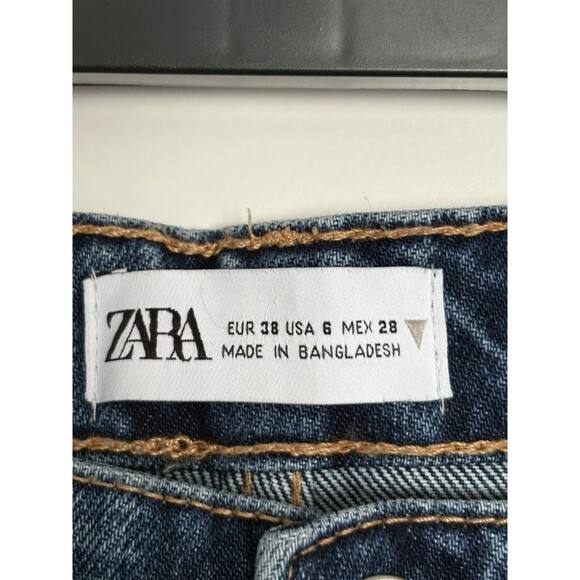 ZARA
EUR 38 USA 6 MEX 28
MADE IN BANGLADESH